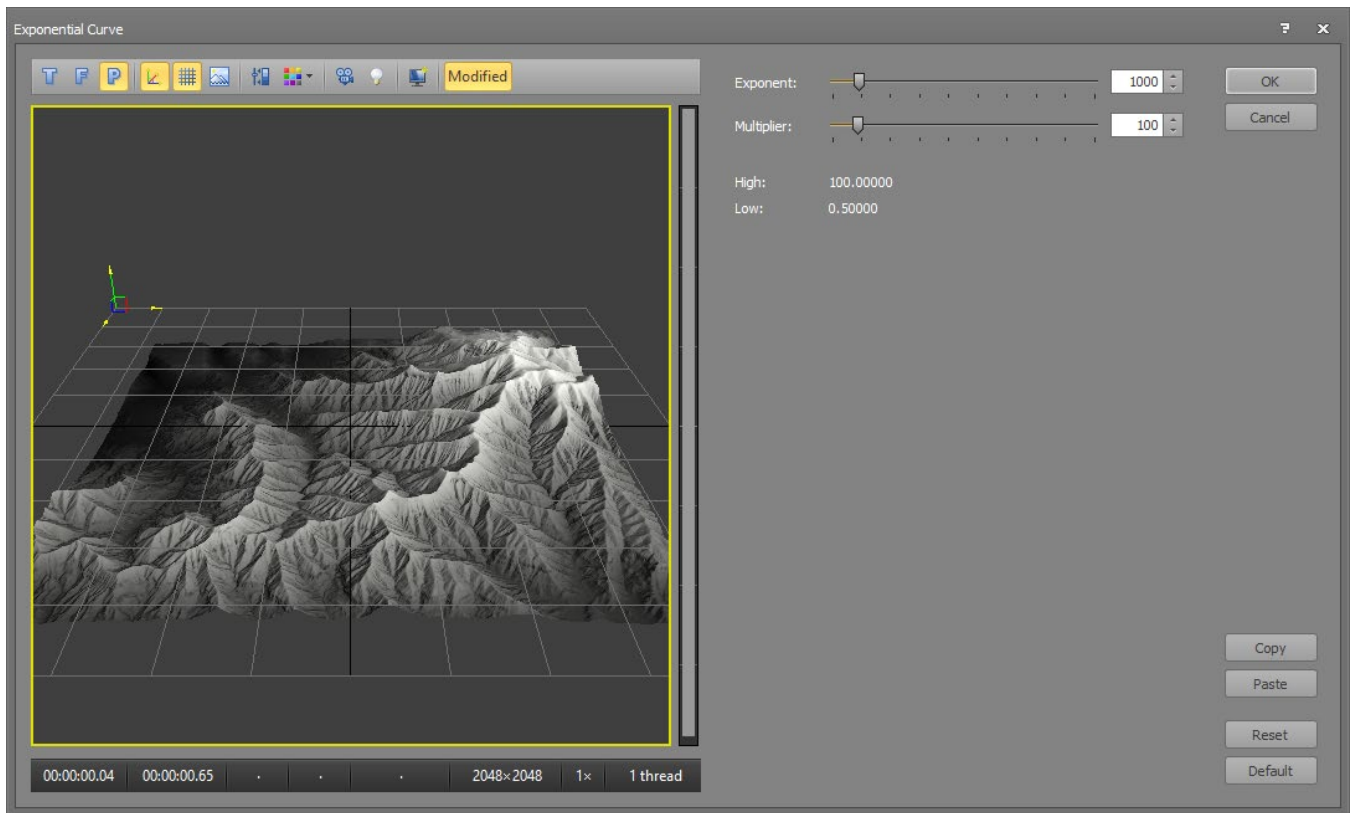 Exponential Curve
T F P Modified
Exponent: 1000
OK
Multiplier: 100
Cancel
High: 100.00000
Low: 0.50000
Copy
Paste
Reset
Default
00:00:00.04 00:00:00.65 · · · 2048×2048 1× 1 thread